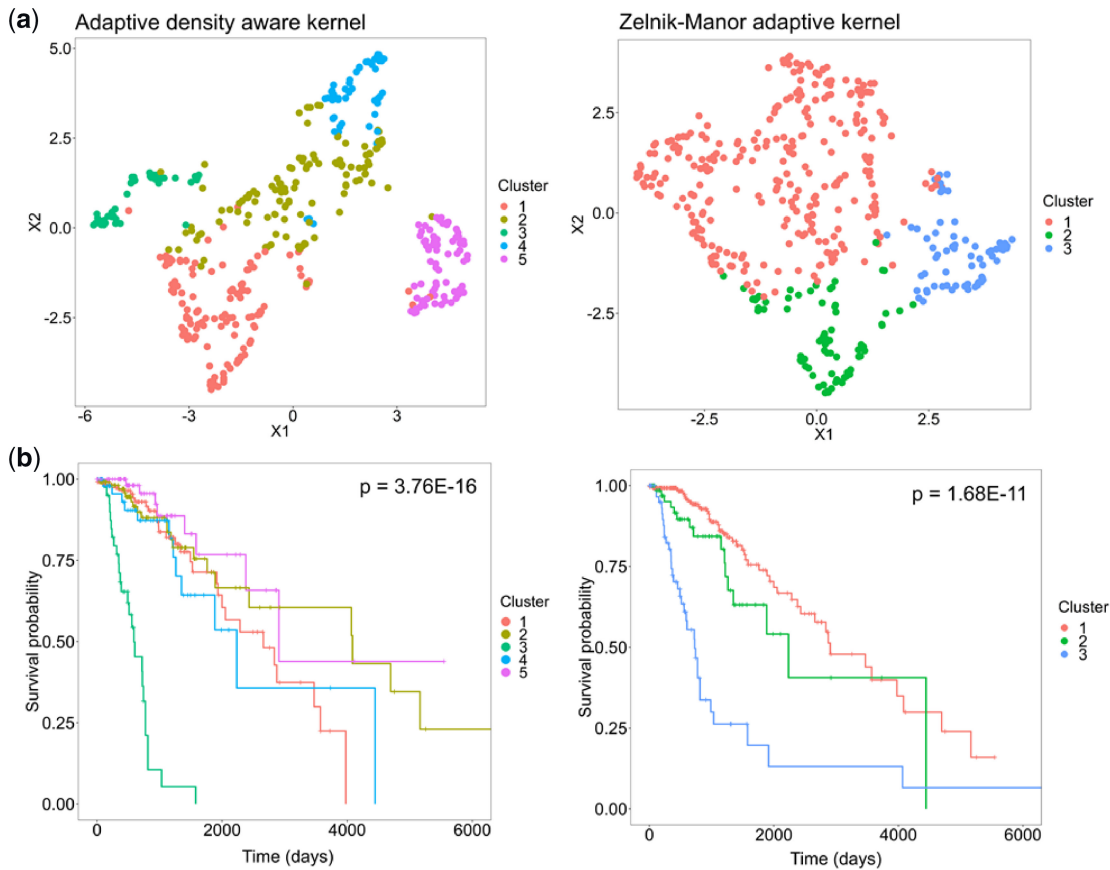 (a)
Adaptive density aware kernel
5.0
2.5
0.0
-2.5
X2
-6
-3
0
3
X1
Cluster
1
2
3
4
5
Zelnik-Manor adaptive kernel
2.5
0.0
-2.5
X2
-2.5
0.0
2.5
X1
Cluster
1
2
3
(b)
1.00
0.75
0.50
0.25
0.00
Survival probability
p = 3.76E-16
0
2000
4000
6000
Time (days)
Cluster
1
2
3
4
5
1.00
0.75
0.50
0.25
0.00
Survival probability
p = 1.68E-11
0
2000
4000
6000
Time (days)
Cluster
1
2
3